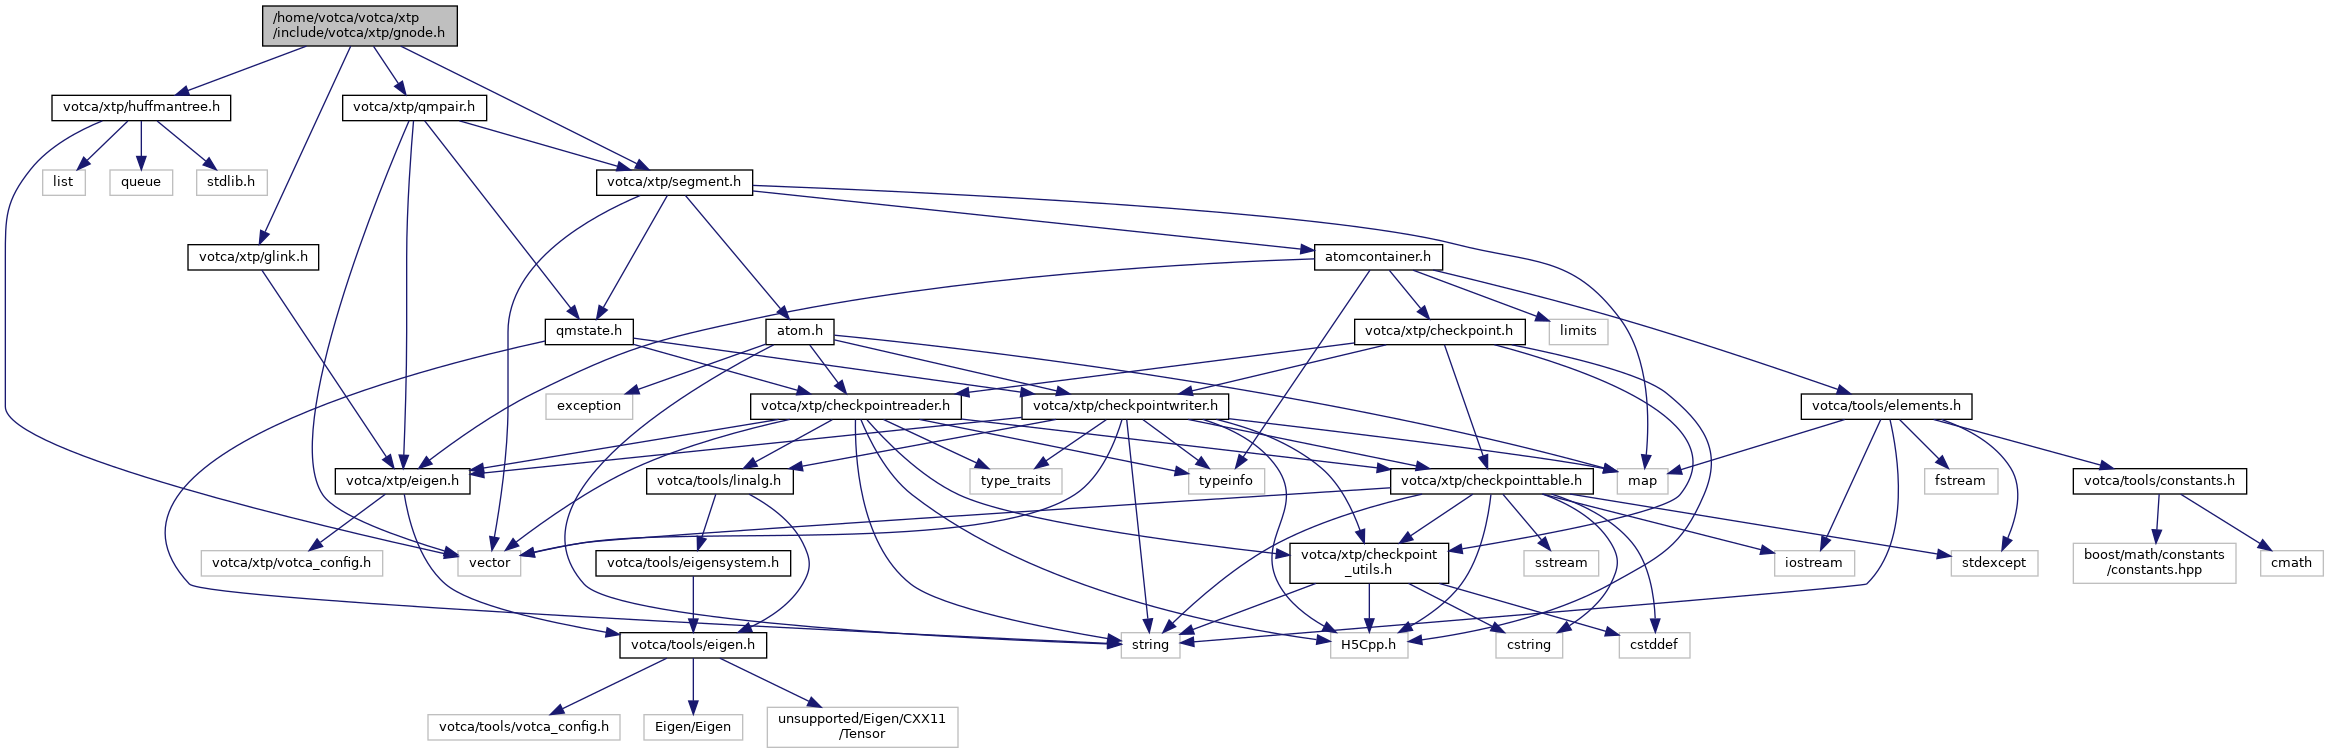 /home/votca/votca/xtp
/include/votca/xtp/gnode.h
votca/xtp/huffmantree.h
votca/xtp/qmpair.h
list
queue
stdlib.h
votca/xtp/segment.h
votca/xtp/glink.h
atomcontainer.h
qmstate.h
atom.h
votca/xtp/checkpoint.h
limits
exception
votca/xtp/checkpointreader.h
votca/xtp/checkpointwriter.h
votca/tools/elements.h
votca/xtp/eigen.h
votca/tools/linalg.h
type_traits
typeinfo
votca/xtp/checkpointtable.h
map
fstream
votca/tools/constants.h
votca/xtp/votca_config.h
vector
votca/tools/eigensystem.h
votca/xtp/checkpoint
_utils.h
sstream
iostream
stdexcept
boost/math/constants
/constants.hpp
cmath
votca/tools/eigen.h
string
H5Cpp.h
cstring
cstddef
votca/tools/votca_config.h
Eigen/Eigen
unsupported/Eigen/CXX11
/Tensor